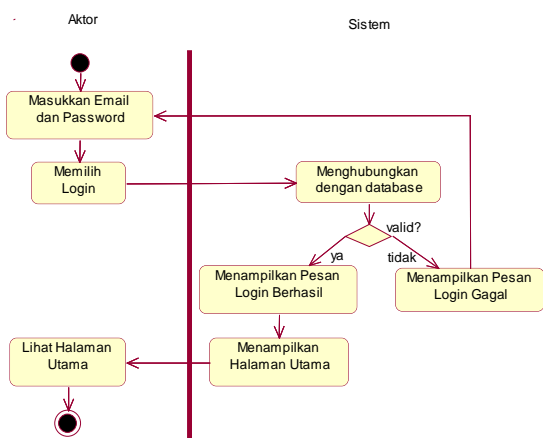 Aktor
Sistem
Masukkan Email
dan Password
Memilih
Login
Menghubungkan
dengan database
valid?
ya
tidak
Menampilkan Pesan
Login Berhasil
Menampilkan Pesan
Login Gagal
Lihat Halaman
Utama
Menampilkan
Halaman Utama